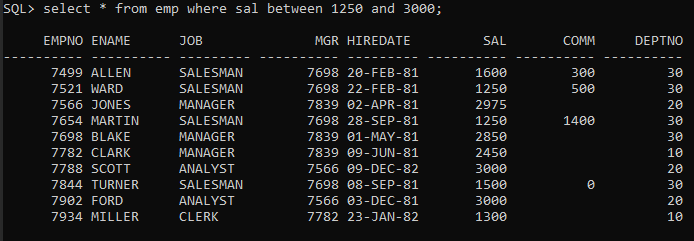 SQL> select * from emp where sal between 1250 and 3000;
EMPNO ENAME JOB MGR HIREDATE SAL COMM DEPTNO
---------- ---------- --------- ---------- --------- ---------- ---------- ----------
7499 ALLEN SALESMAN 7698 20-FEB-81 1600 300 30
7521 WARD SALESMAN 7698 22-FEB-81 1250 500 30
7566 JONES MANAGER 7839 02-APR-81 2975 20
7654 MARTIN SALESMAN 7698 28-SEP-81 1250 1400 30
7698 BLAKE MANAGER 7839 01-MAY-81 2850 30
7782 CLARK MANAGER 7839 09-JUN-81 2450 10
7788 SCOTT ANALYST 7566 09-DEC-82 3000 20
7844 TURNER SALESMAN 7698 08-SEP-81 1500 0 30
7902 FORD ANALYST 7566 03-DEC-81 3000 20
7934 MILLER CLERK 7782 23-JAN-82 1300 10